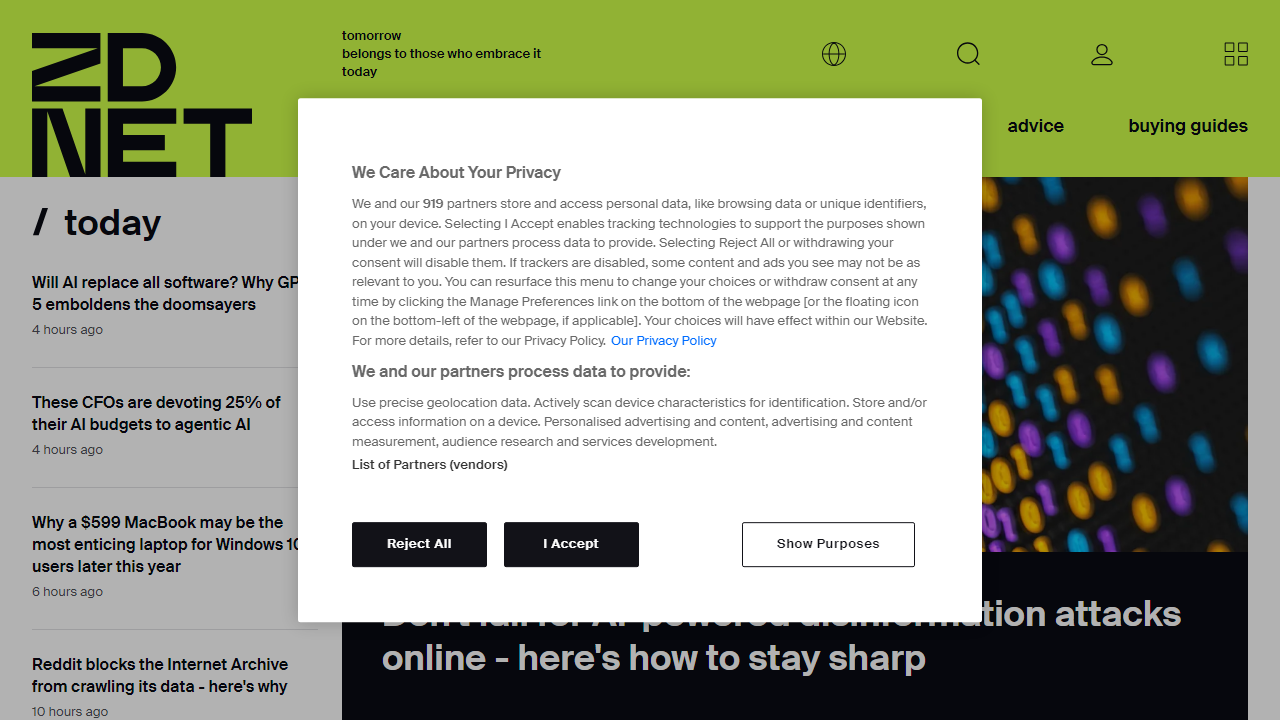 ZD
NET
tomorrow
belongs to those who embrace it
today
advice
buying guides
/ today
Will AI replace all software? Why GP
5 emboldens the doomsayers
4 hours ago
These CFOs are devoting 25% of
their AI budgets to agentic AI
4 hours ago
Why a $599 MacBook may be the
most enticing laptop for Windows 10
users later this year
6 hours ago
Reddit blocks the Internet Archive
from crawling its data - here's why
10 hours ago
We Care About Your Privacy
We and our 919 partners store and access personal data, like browsing data or unique identifiers,
on your device. Selecting I Accept enables tracking technologies to support the purposes shown
under we and our partners process data to provide. Selecting Reject All or withdrawing your
consent will disable them. If trackers are disabled, some content and ads you see may not be as
relevant to you. You can resurface this menu to change your choices or withdraw consent at any
time by clicking the Manage Preferences link on the bottom of the webpage [or the floating icon
on the bottom-left of the webpage, if applicable]. Your choices will have effect within our Website.
For more details, refer to our Privacy Policy. Our Privacy Policy
We and our partners process data to provide:
Use precise geolocation data. Actively scan device characteristics for identification. Store and/or
access information on a device. Personalised advertising and content, advertising and content
measurement, audience research and services development.
List of Partners (vendors)
Reject All
I Accept
Show Purposes
Don't fall for AI-powered disinformation attacks
online - here's how to stay sharp